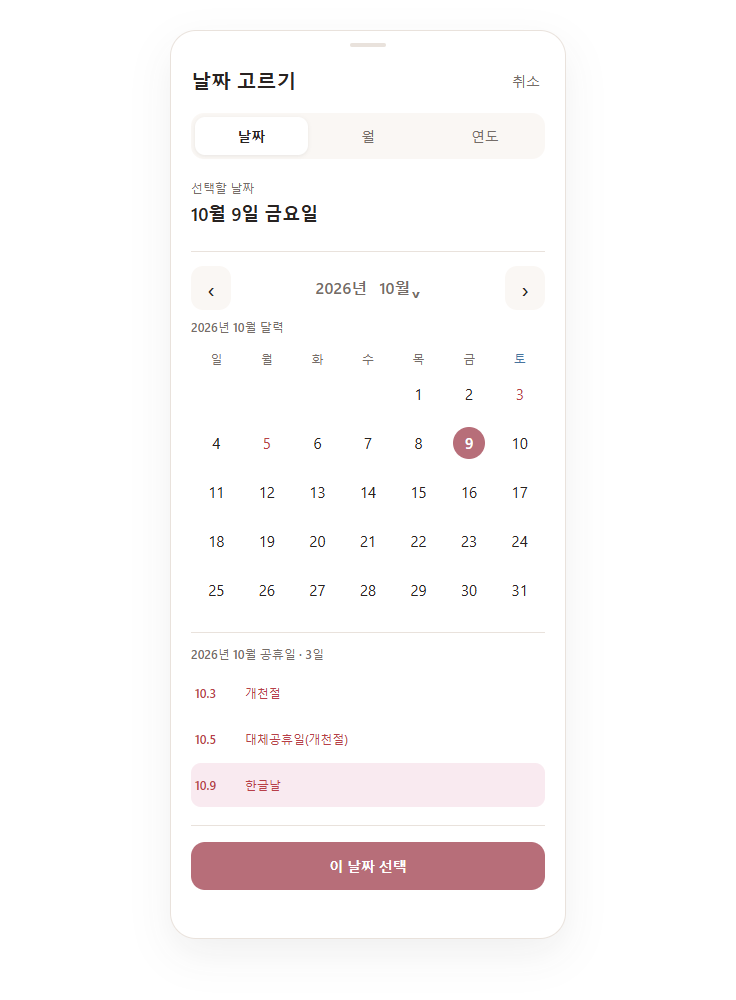 날짜 고르기 취소
날짜 월 연도
선택할 날짜
10월 9일 금요일
‹ 2026년 10월 ⌄ ›
2026년 10월 달력
일 월 화 수 목 금 토
1 2 3
4 5 6 7 8 9 10
11 12 13 14 15 16 17
18 19 20 21 22 23 24
25 26 27 28 29 30 31
2026년 10월 공휴일 · 3일
10.3 개천절
10.5 대체공휴일(개천절)
10.9 한글날
이 날짜 선택